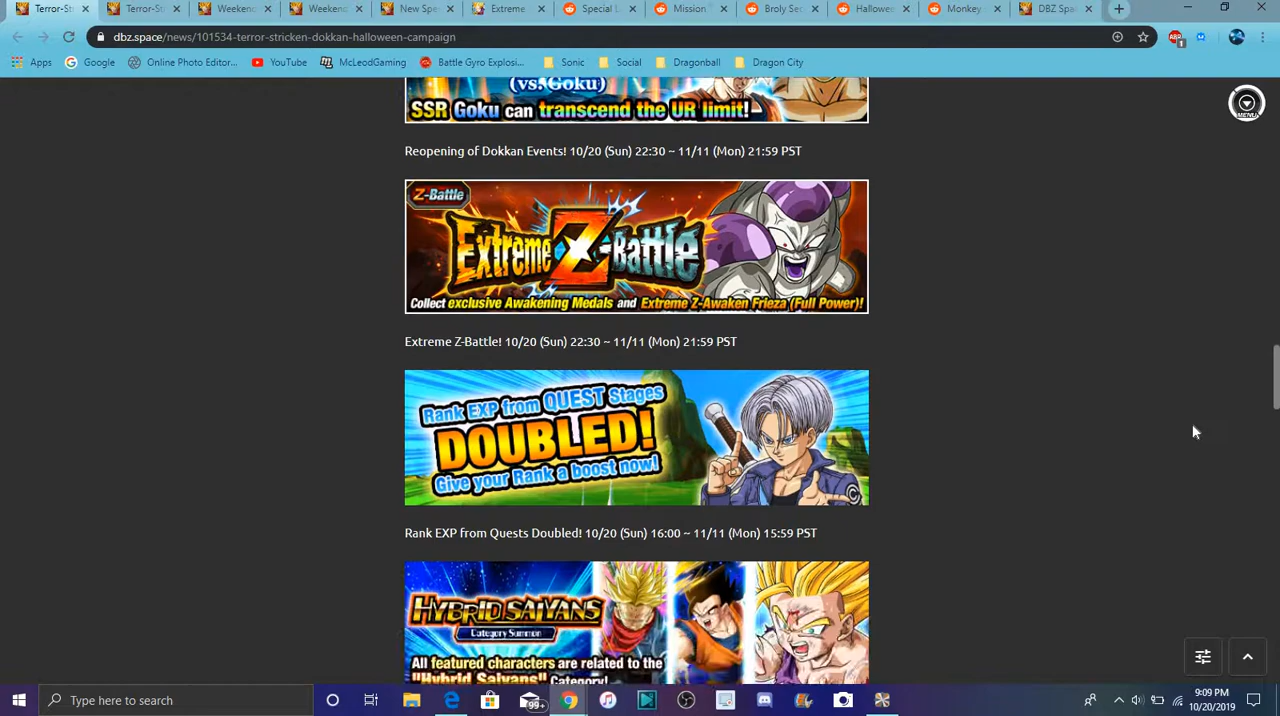 Terror-St
Terror-St
Weekend
Weekend
New Spe
Extreme
Special L
Mission
Broly Sec
Hallowee
Monkey
DBZ Spa
dbz.space/news/101534-terror-stricken-dokkan-halloween-campaign
ABP
1
Apps
Google
Online Photo Editor...
YouTube
McLeodGaming
Battle Gyro Explosi...
Sonic
Social
Dragonball
Dragon City
(vs. Goku)
SSR Goku can transcend the UR limit!
MENU
Reopening of Dokkan Events! 10/20 (Sun) 22:30 ~ 11/11 (Mon) 21:59 PST
Z-Battle
Extreme Z-Battle
Collect exclusive Awakening Medals and Extreme Z-Awaken Frieza (Full Power)!
Extreme Z-Battle! 10/20 (Sun) 22:30 ~ 11/11 (Mon) 21:59 PST
Rank EXP from QUEST Stages
DOUBLED!
Give your Rank a boost now!
Rank EXP from Quests Doubled! 10/20 (Sun) 16:00 ~ 11/11 (Mon) 15:59 PST
HYBRID SAIYANS
Category Summon
All featured characters are related to the
"Hybrid Saiyans" Category!
Type here to search
99+
9:09 PM
10/20/2019